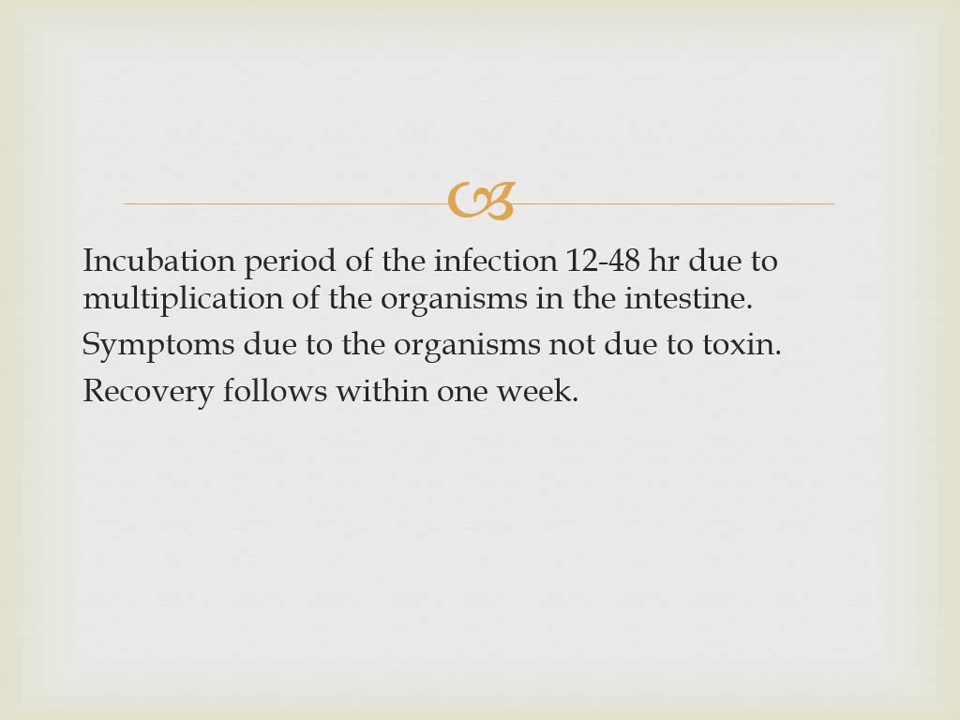 Incubation period of the infection 12-48 hr due to
multiplication of the organisms in the intestine.
Symptoms due to the organisms not due to toxin.
Recovery follows within one week.